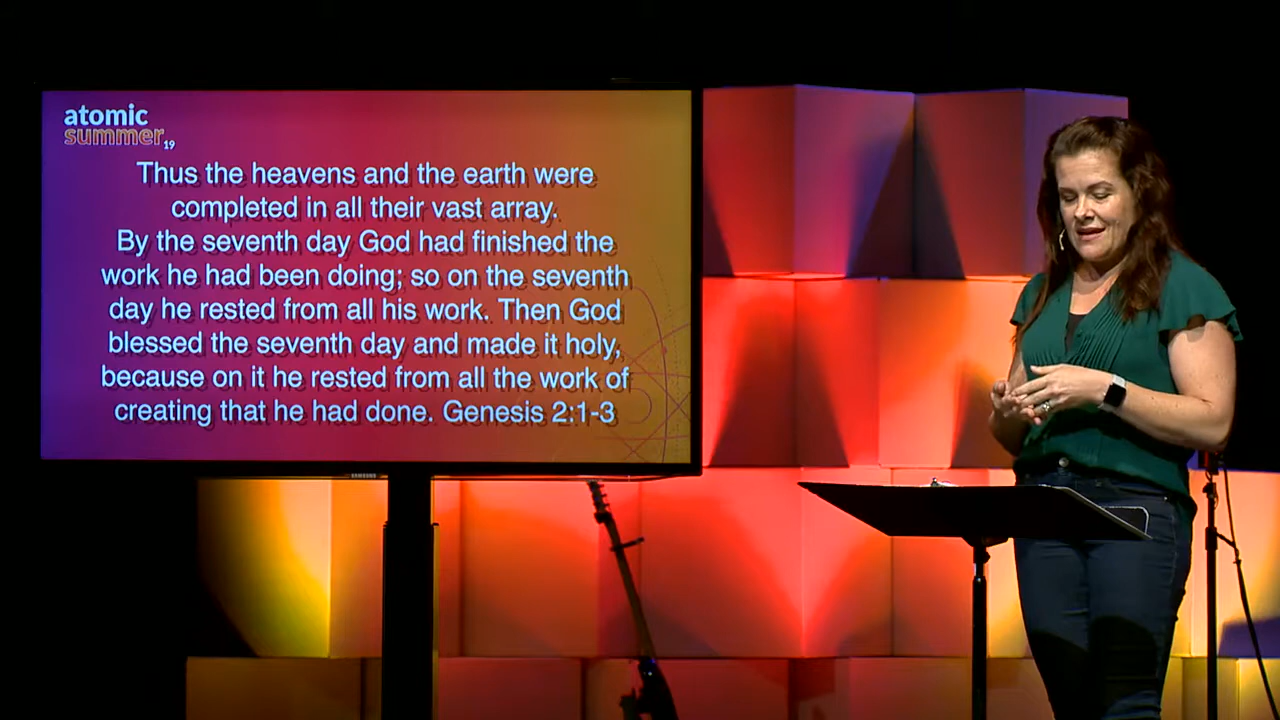 atomic
summer19
Thus the heavens and the earth were
completed in all their vast array.
By the seventh day God had finished the
work he had been doing; so on the seventh
day he rested from all his work. Then God
blessed the seventh day and made it holy,
because on it he rested from all the work of
creating that he had done. Genesis 2:1-3
SAMSUNG